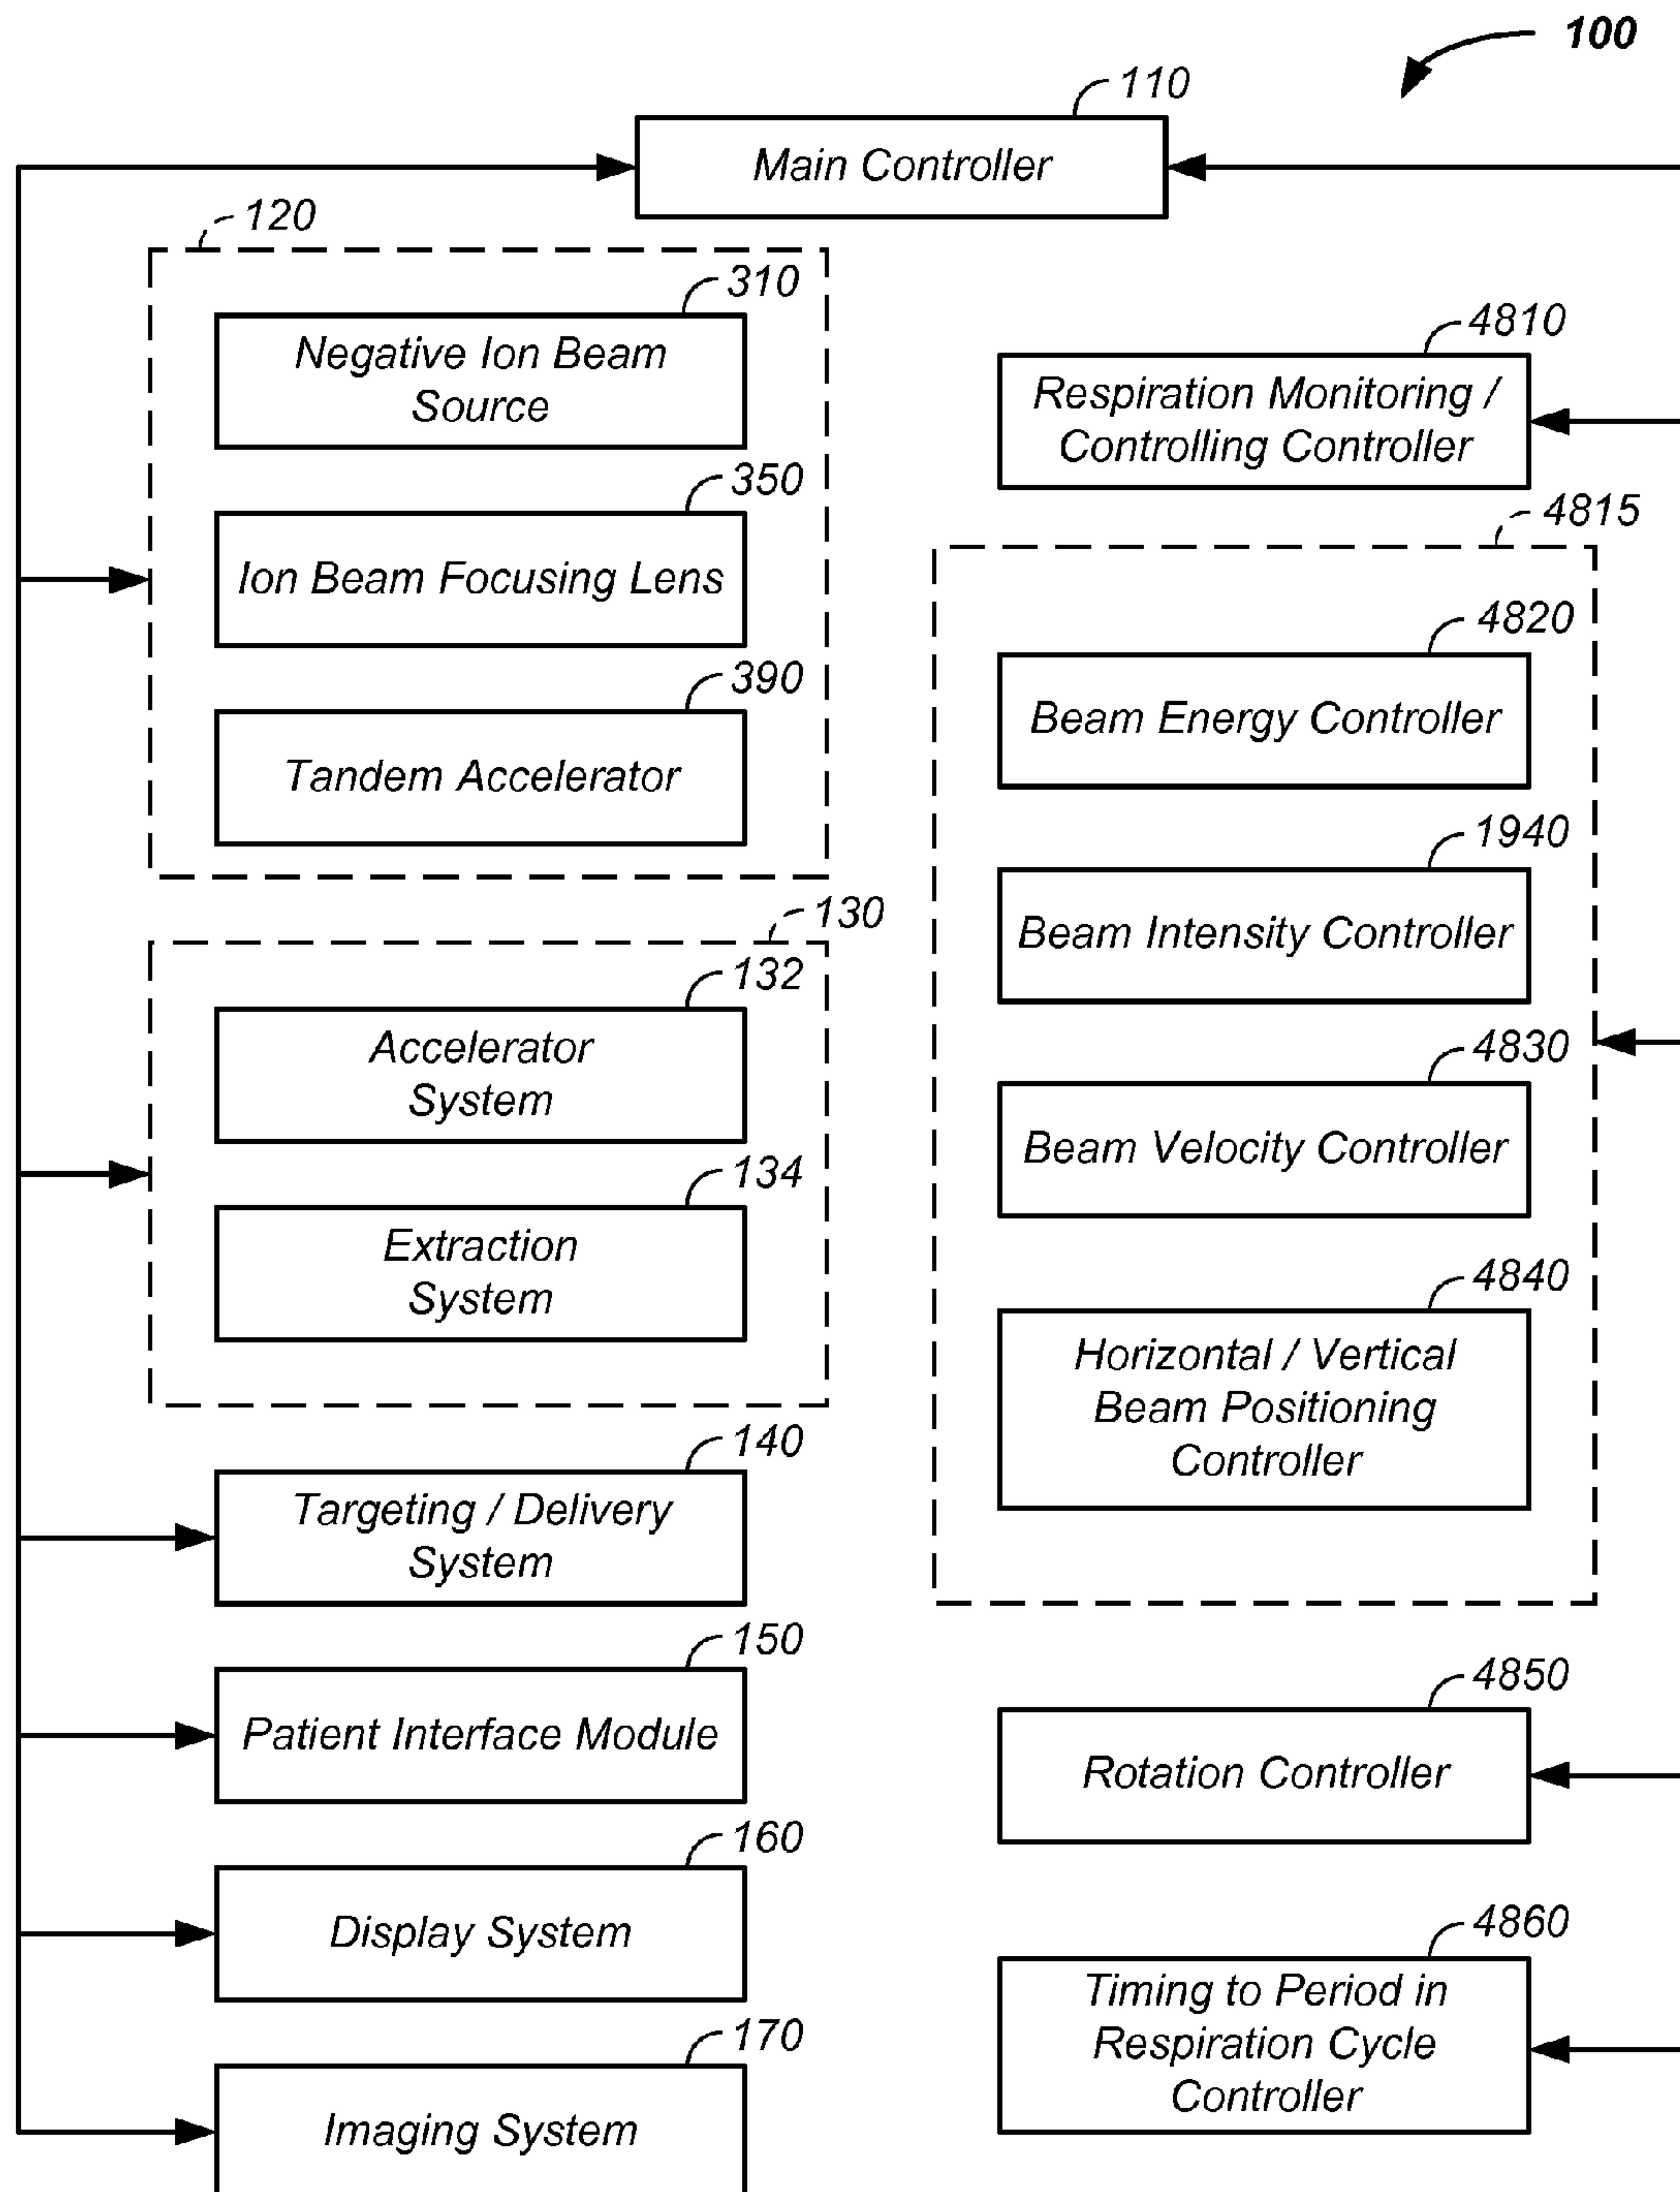 100
110
Main Controller
120
310
Negative Ion Beam
Source
350
Ion Beam Focusing Lens
390
Tandem Accelerator
130
132
Accelerator
System
134
Extraction
System
140
Targeting / Delivery
System
150
Patient Interface Module
160
Display System
170
Imaging System
4810
Respiration Monitoring /
Controlling Controller
4815
4820
Beam Energy Controller
1940
Beam Intensity Controller
4830
Beam Velocity Controller
4840
Horizontal / Vertical
Beam Positioning
Controller
4850
Rotation Controller
4860
Timing to Period in
Respiration Cycle
Controller